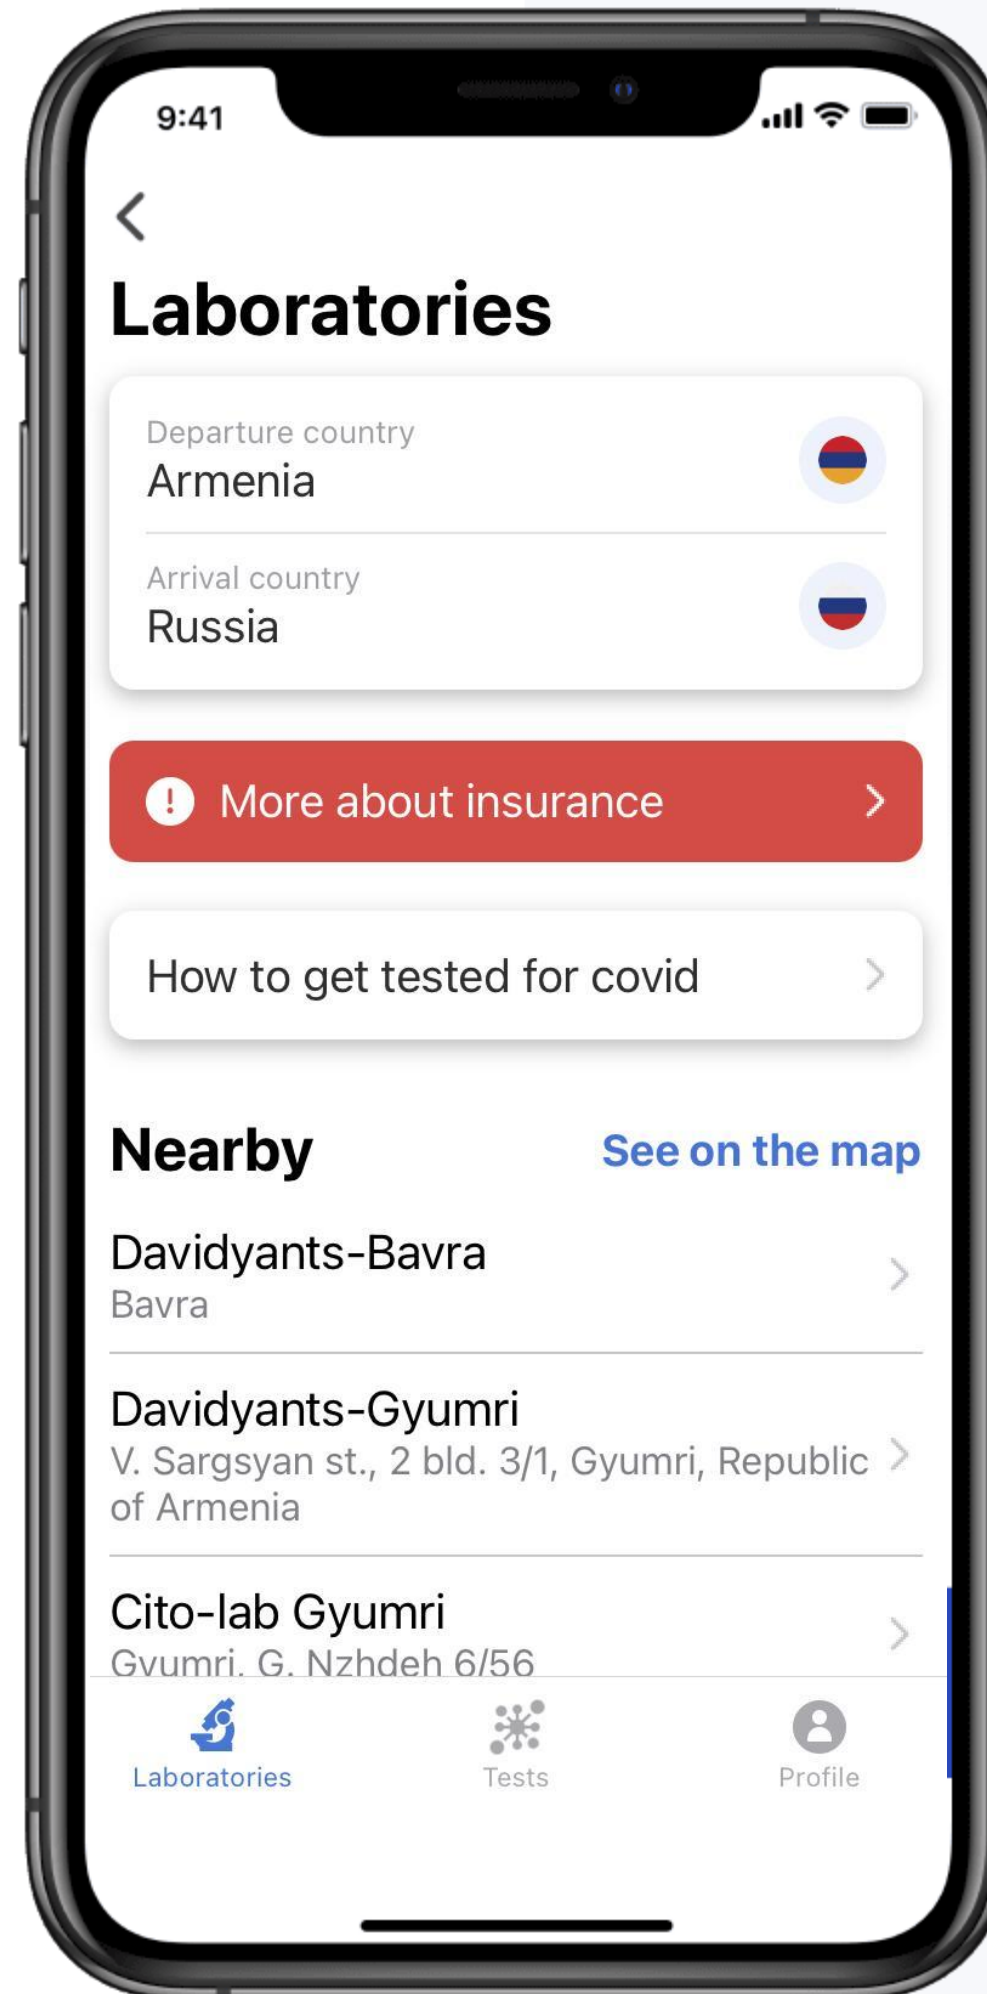 9:41
Laboratories
Departure country
Armenia
Arrival country
Russia
More about insurance
How to get tested for covid
Nearby
See on the map
Davidyants-Bavra
Bavra
Davidyants-Gyumri
V. Sargsyan st., 2 bld. 3/1, Gyumri, Republic
of Armenia
Cito-lab Gyumri
Gyumri, G. Nzhdeh 6/56
Laboratories
Tests
Profile